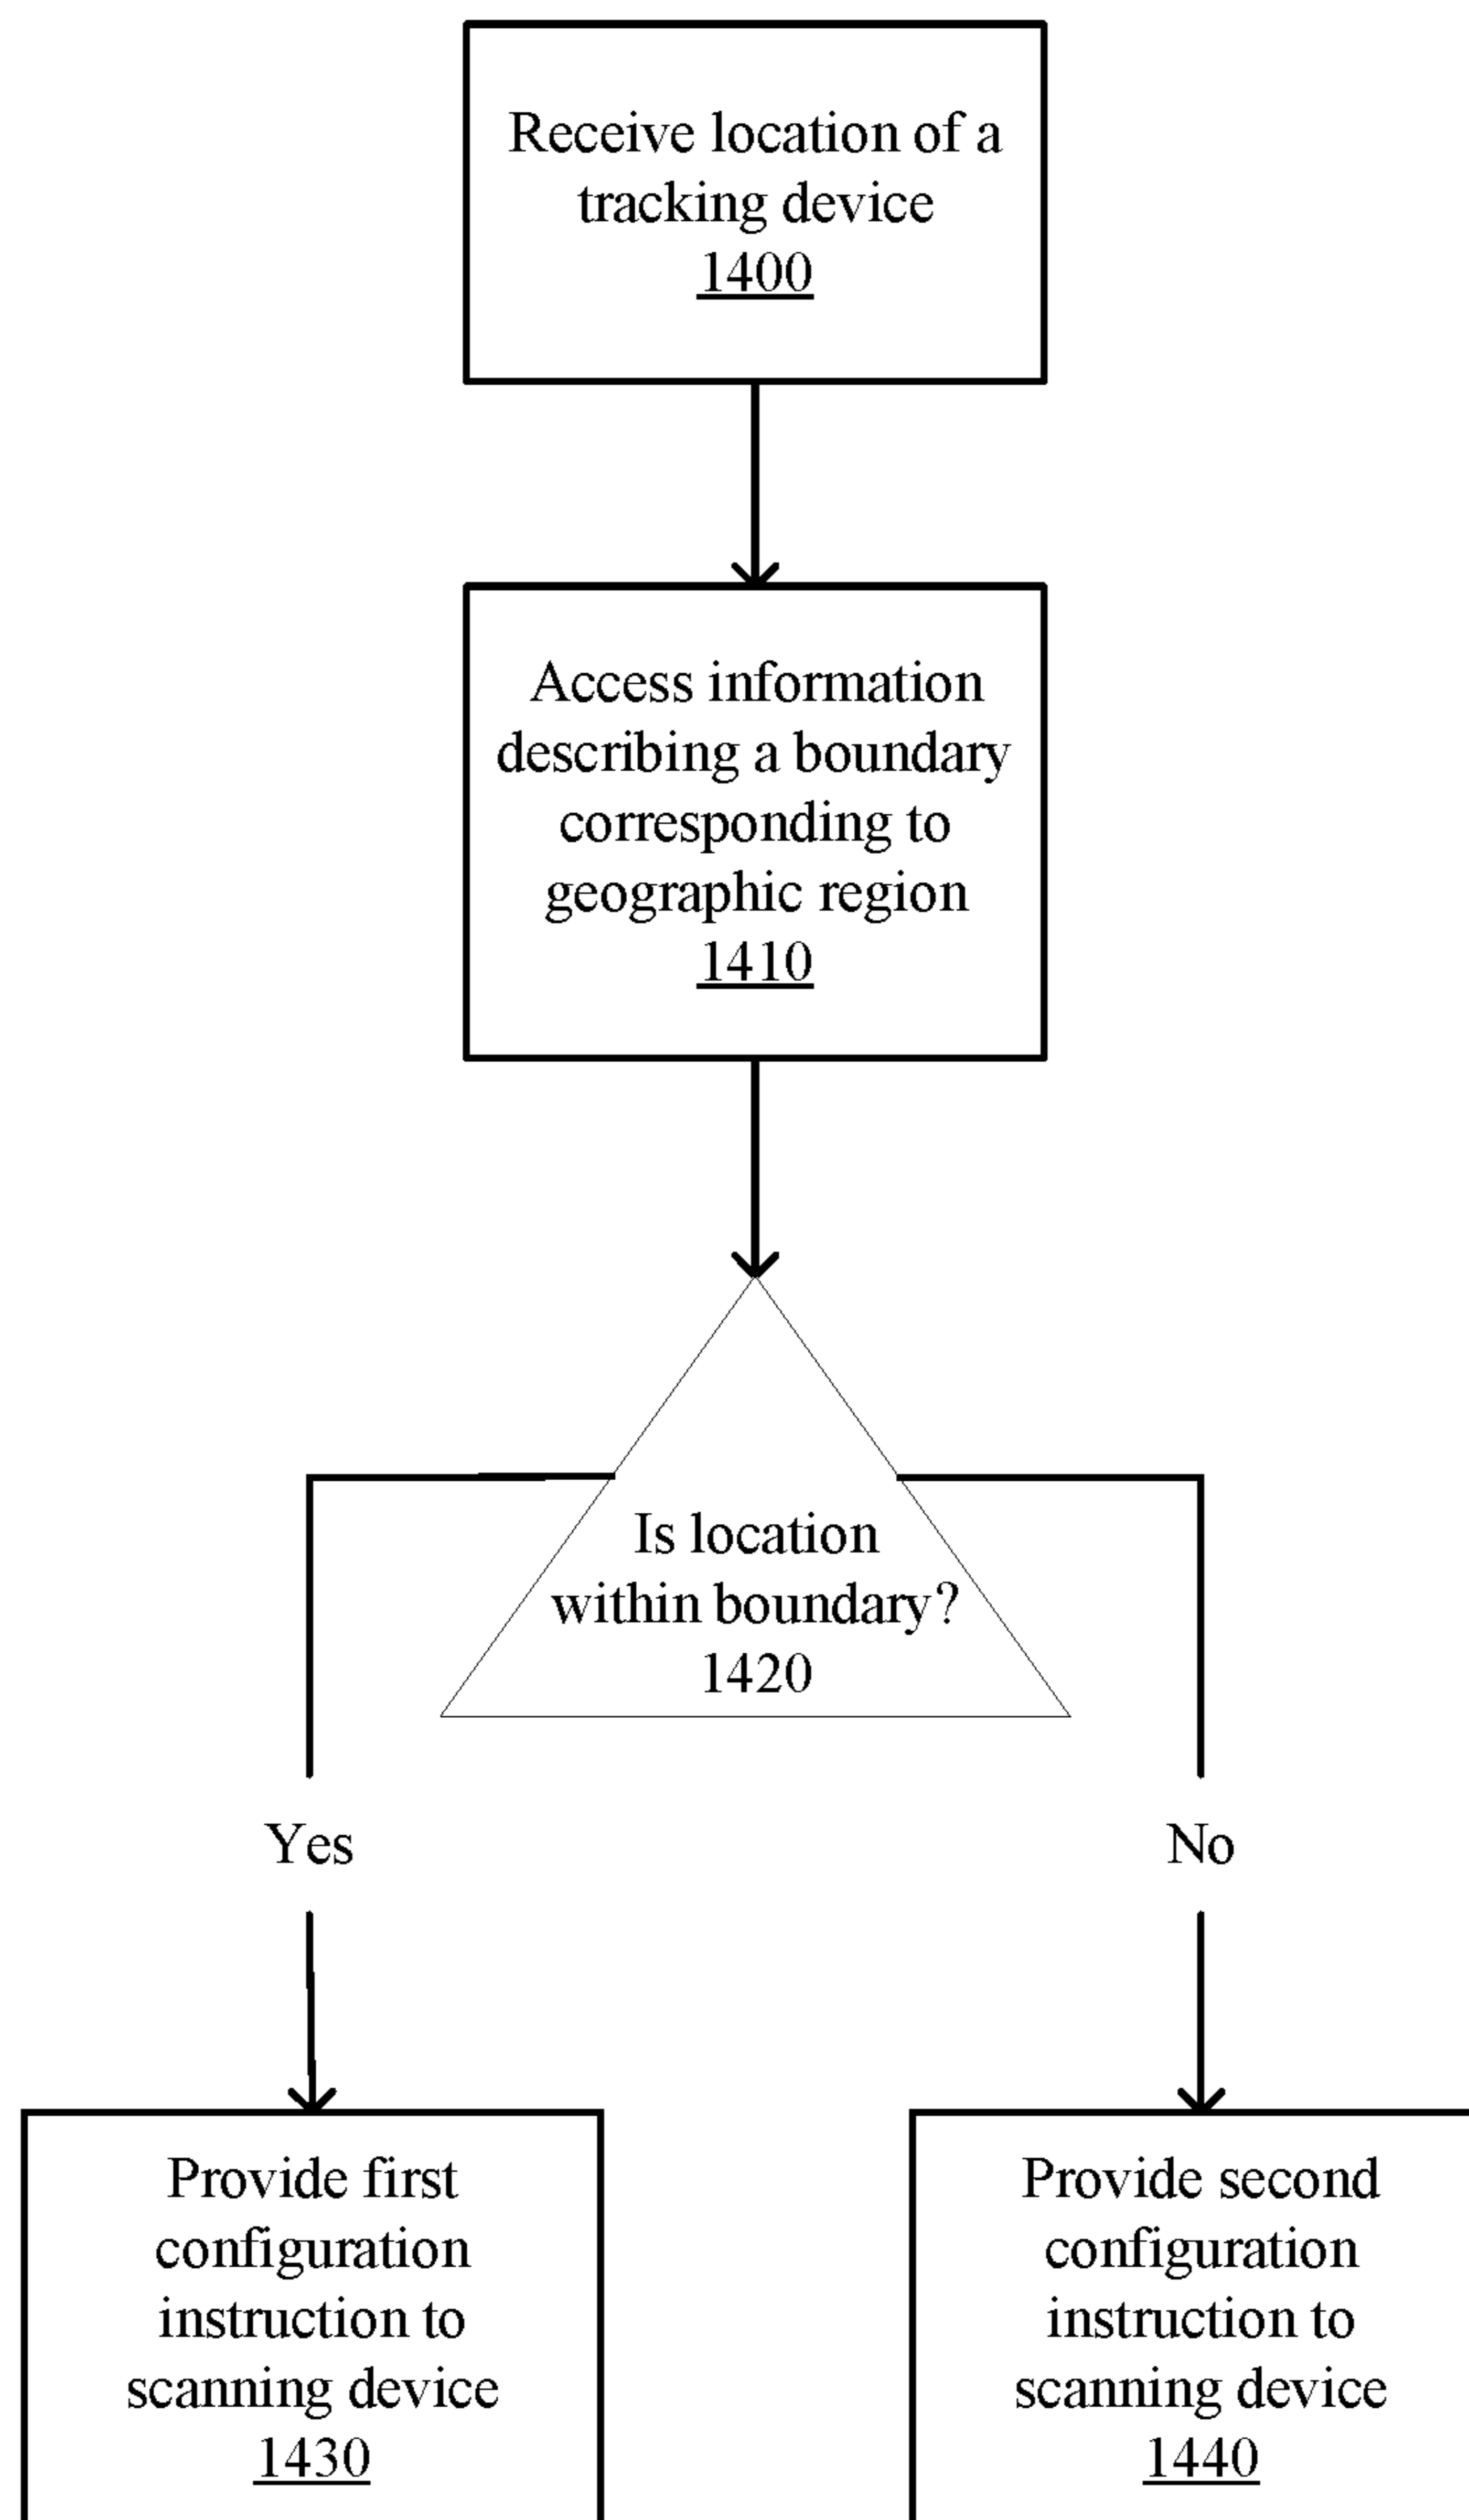 Receive location of a
tracking device
1400
Access information
describing a boundary
corresponding to
geographic region
1410
Is location
within boundary?
1420
Yes
No
Provide first
configuration
instruction to
scanning device
1430
Provide second
configuration
instruction to
scanning device
1440